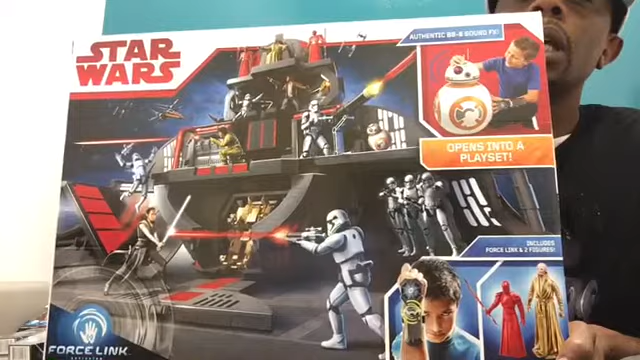 STAR
WARS
AUTHENTIC BB-8 SOUND FX!
OPENS INTO A
PLAYSET!
INCLUDES
FORCE LINK & 2 FIGURES!
FORCE LINK